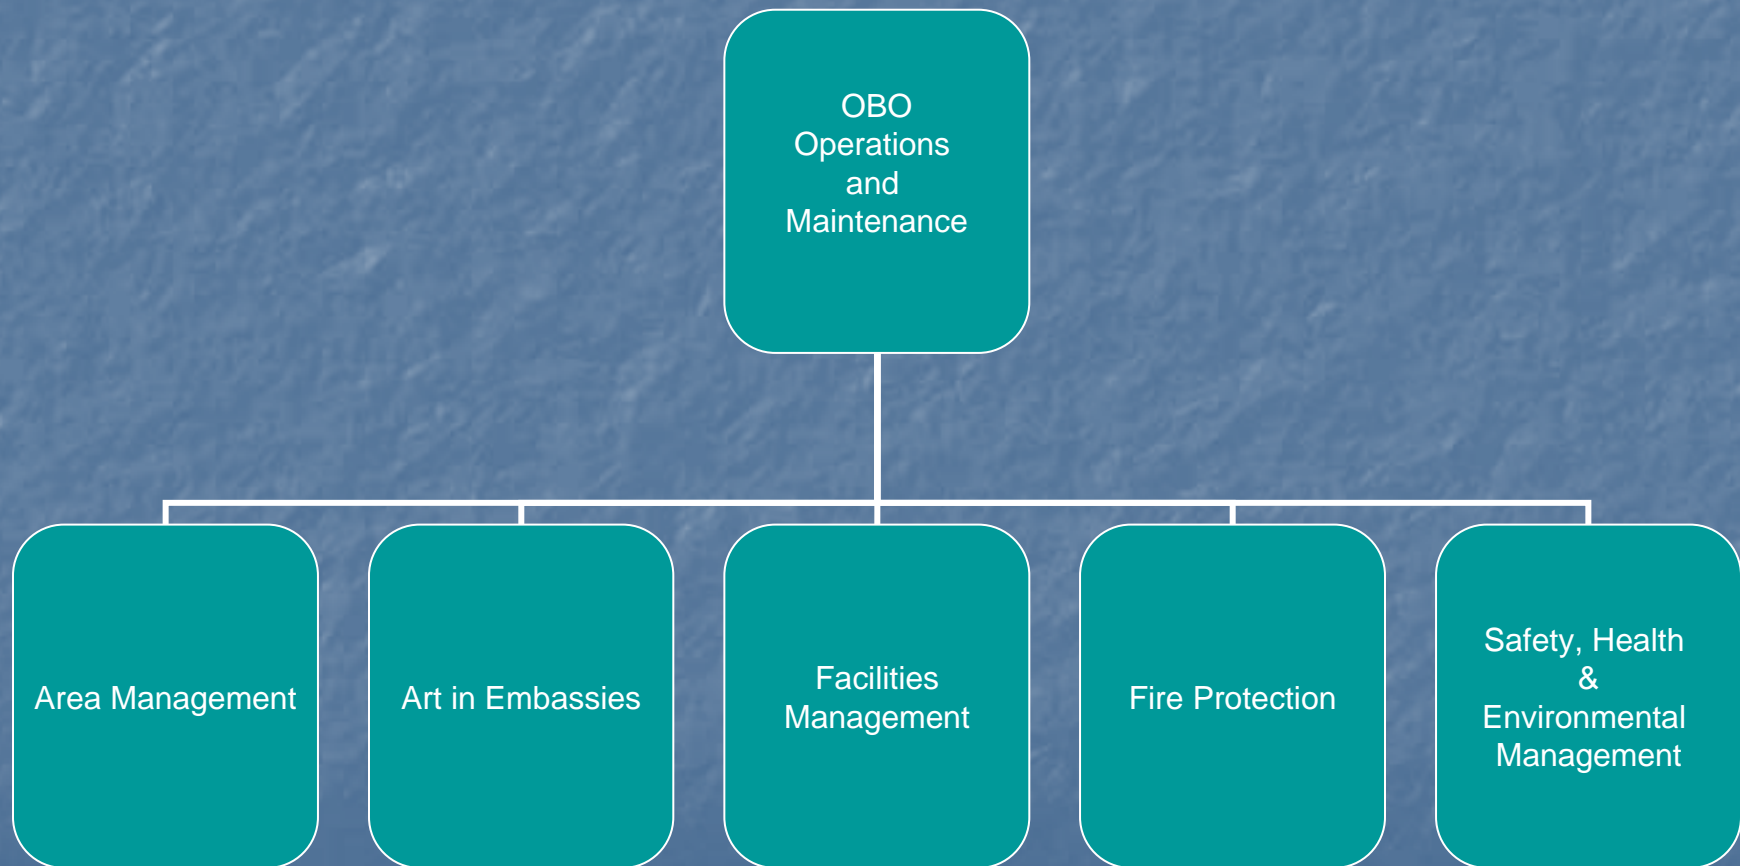 OBO
Operations
and
Maintenance
Area Management
Art in Embassies
Facilities
Management
Fire Protection
Safety, Health
&
Environmental
Management